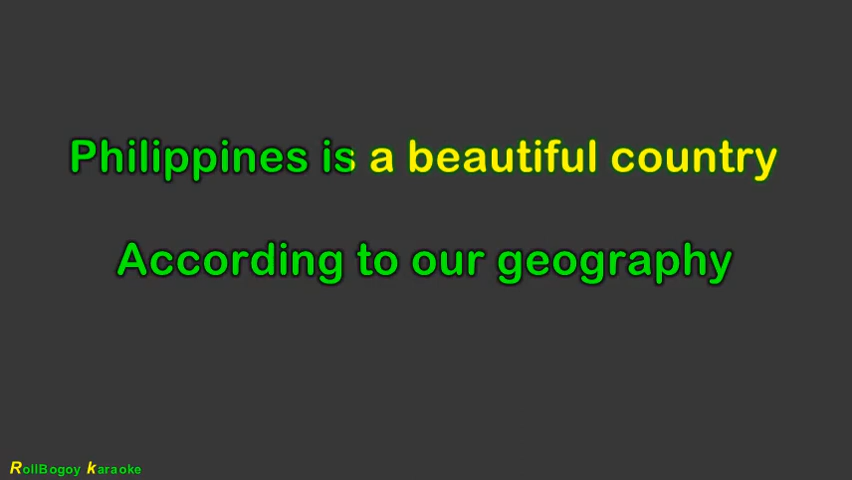 Philippines is a beautiful country
According to our geography
RollBogoy karaoke